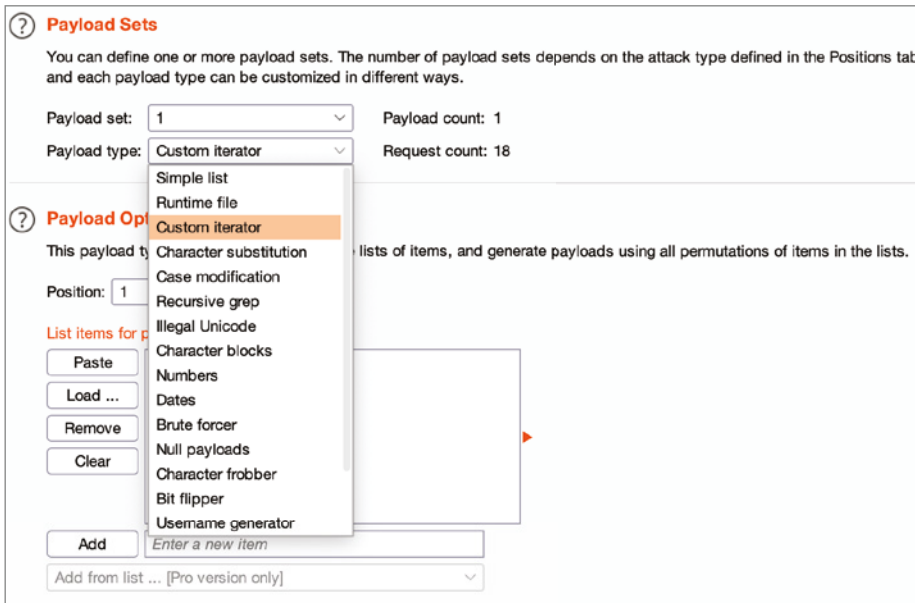 Payload Sets
You can define one or more payload sets. The number of payload sets depends on the attack type defined in the Positions tab
and each payload type can be customized in different ways.
Payload set: 1 Payload count: 1
Payload type: Custom iterator Request count: 18
Simple list
Runtime file
Payload Opt
Custom iterator
This payload ty
Character substitution
lists of items, and generate payloads using all permutations of items in the lists.
Case modification
Position: 1
Recursive grep
Illegal Unicode
List items for p
Character blocks
Paste
Numbers
Load ...
Dates
Remove
Brute forcer
Null payloads
Clear
Character frobber
Bit flipper
Username generator
Add Enter a new item
Add from list ... [Pro version only]